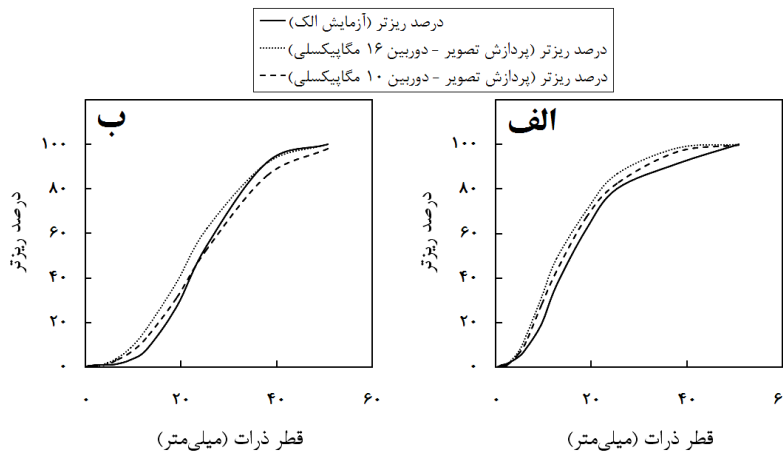 درصد ریزتر (آزمایش الک)
درصد ریزتر (پردازش تصویر - دوربین ۱۶ مگاپیکسلی)
درصد ریزتر (پردازش تصویر - دوربین ۱۰ مگاپیکسلی)
الف
درصد ریزتر
۱۰۰
۸۰
۶۰
۴۰
۲۰
۰
۰ ۲۰ ۴۰ ۶
قطر ذرات (میلی‌متر)
ب
درصد ریزتر
۱۰۰
۸۰
۶۰
۴۰
۲۰
۰
۰ ۲۰ ۴۰ ۶۰
قطر ذرات (میلی‌متر)